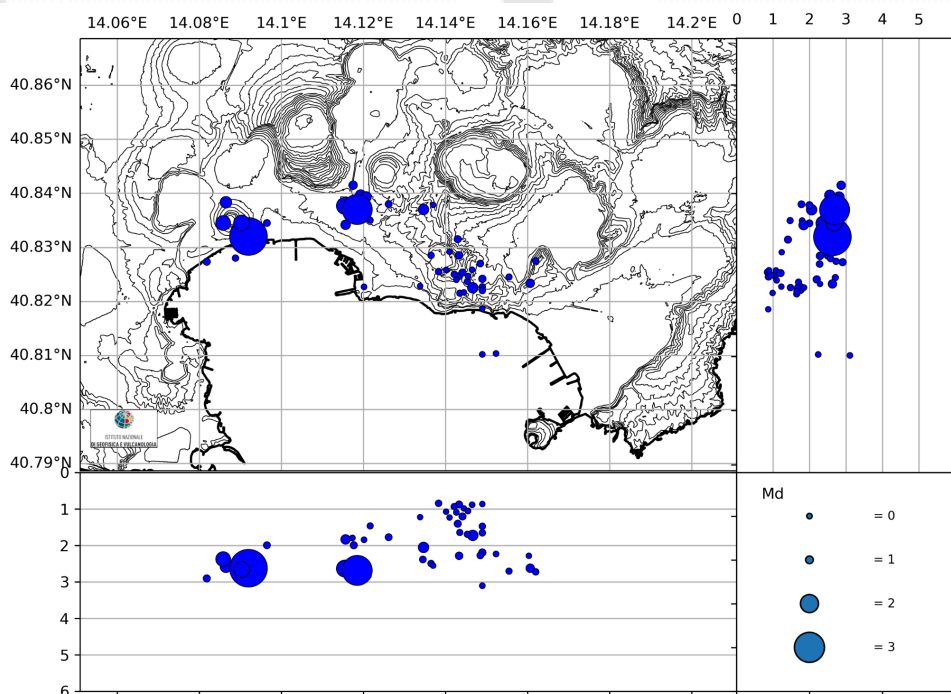 14.06°E 14.08°E 14.1°E 14.12°E 14.14°E 14.16°E 14.18°E 14.2°E 0 1 2 3 4 5
40.86°N
40.85°N
40.84°N
40.83°N
40.82°N
40.81°N
40.8°N
40.79°N
ISTITUTO NAZIONALE
DI GEOFISICA E VULCANOLOGIA
0
1
2
3
4
5
6
Md
= 0
= 1
= 2
= 3